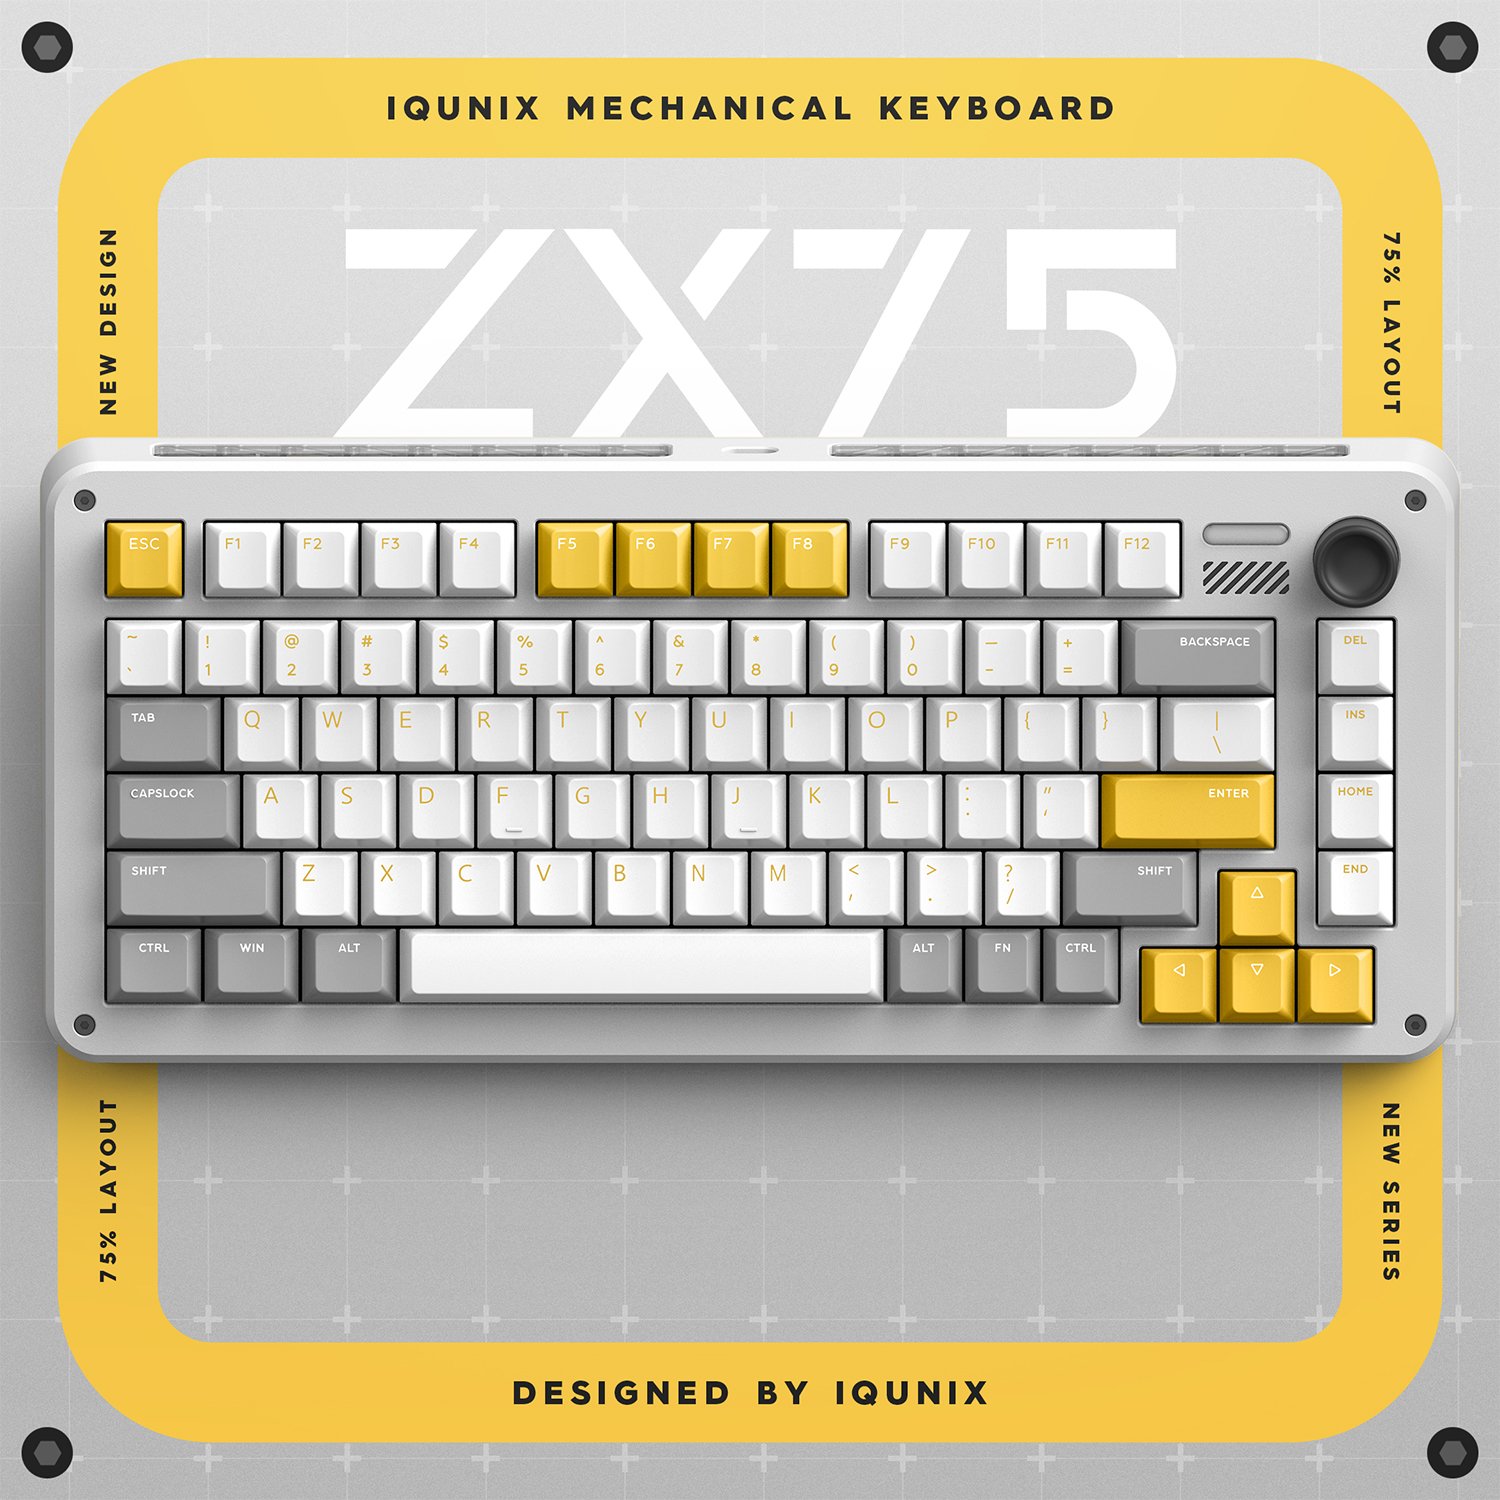 IQUNIX MECHANICAL KEYBOARD
NEW DESIGN
75% LAYOUT
ZX75
ESC F1 F2 F3 F4 F5 F6 F7 F8 F9 F10 F11 F12
~ ! @ # $ % ^ & * ( ) — +
` 1 2 3 4 5 6 7 8 9 0 - =
BACKSPACE DEL
TAB Q W E R T Y U I O P { } | \ INS
CAPSLOCK A S D F G H J K L : . " , ENTER HOME
SHIFT Z X C V B N M < , > . ? / SHIFT END
CTRL WIN ALT ALT FN CTRL
75% LAYOUT
NEW SERIES
DESIGNED BY IQUNIX